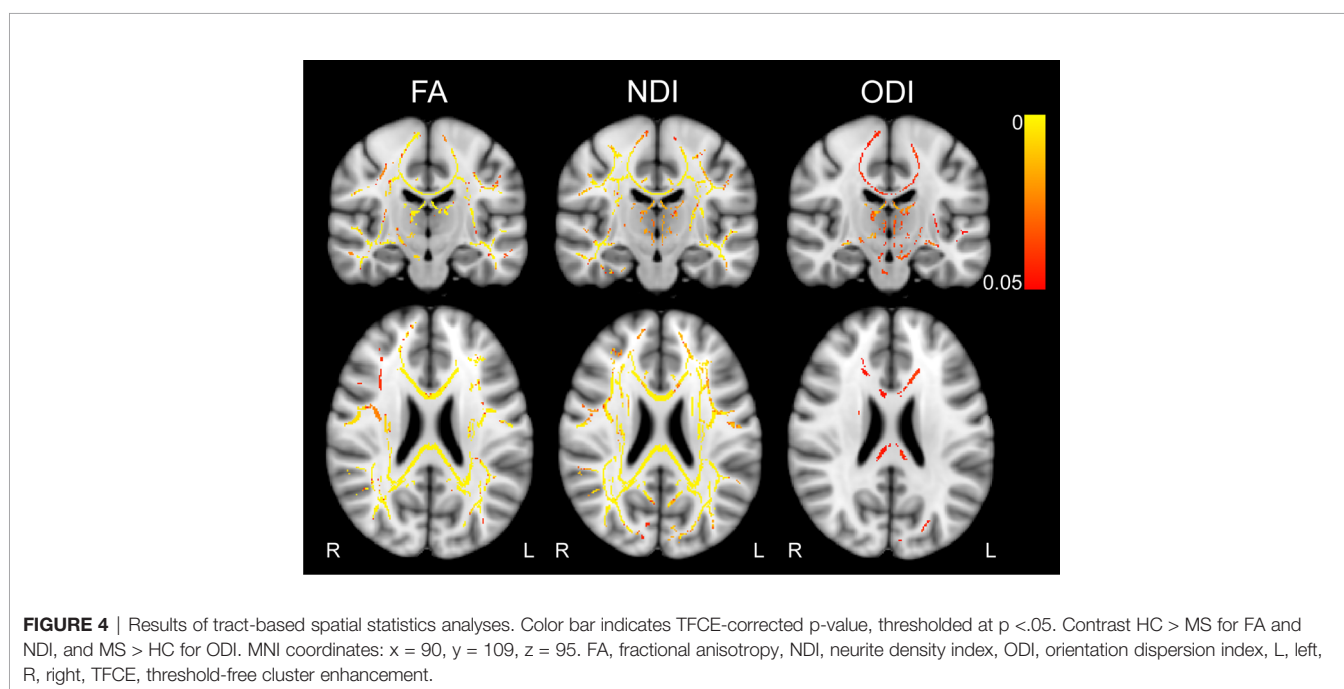 FA NDI ODI
0
0.05
R L R L R L
FIGURE 4 | Results of tract-based spatial statistics analyses. Color bar indicates TFCE-corrected p-value, thresholded at p <.05. Contrast HC > MS for FA and
NDI, and MS > HC for ODI. MNI coordinates: x = 90, y = 109, z = 95. FA, fractional anisotropy, NDI, neurite density index, ODI, orientation dispersion index, L, left,
R, right, TFCE, threshold-free cluster enhancement.